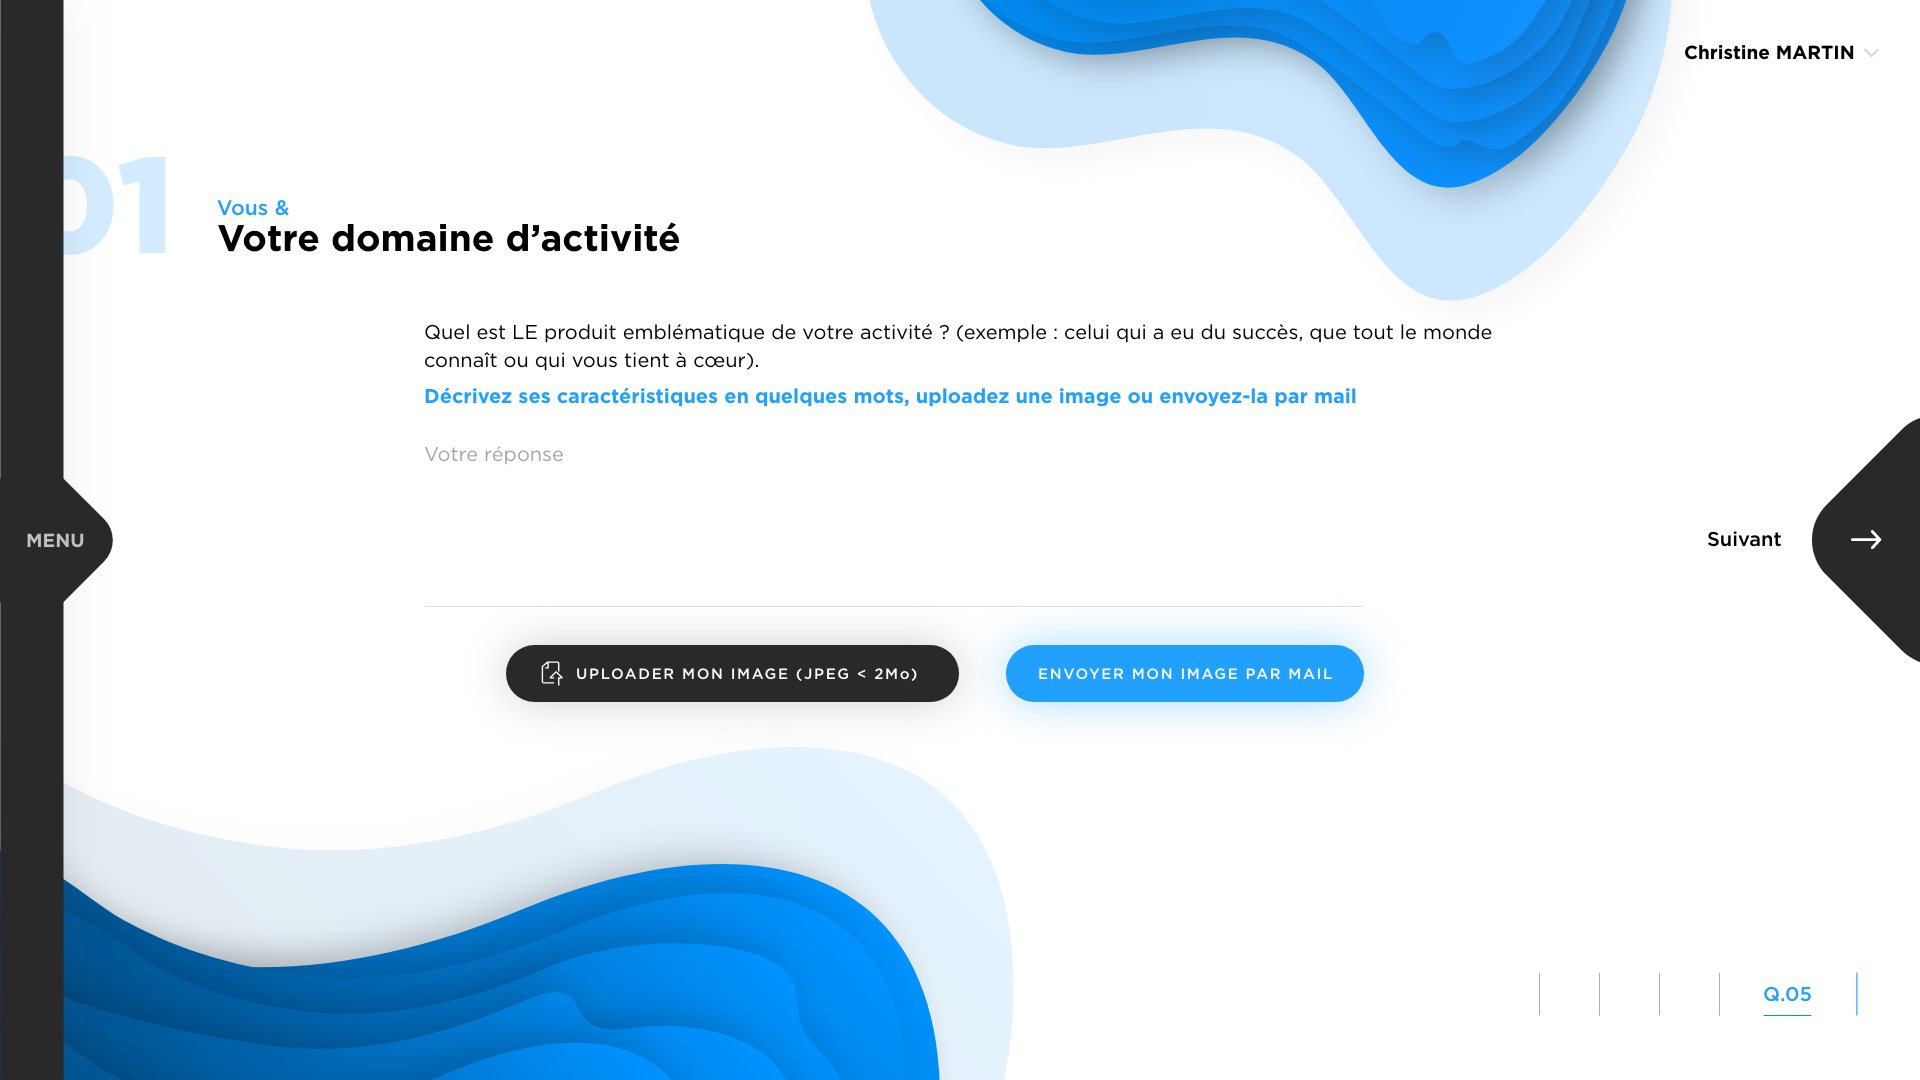 Christine MARTIN
01
Vous &
Votre domaine d’activité
Quel est LE produit emblématique de votre activité ? (exemple : celui qui a eu du succès, que tout le monde
connaît ou qui vous tient à cœur).
Décrivez ses caractéristiques en quelques mots, uploadez une image ou envoyez-la par mail
Votre réponse
MENU
Suivant
UPLOADER MON IMAGE (JPEG < 2Mo)
ENVOYER MON IMAGE PAR MAIL
Q.05